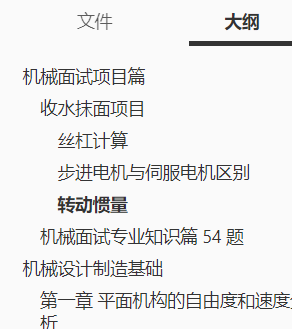 文件 大纲
机械面试项目篇
收水抹面项目
丝杠计算
步进电机与伺服电机区别
转动惯量
机械面试专业知识篇 54 题
机械设计制造基础
第一章 平面机构的自由度和速度分
析